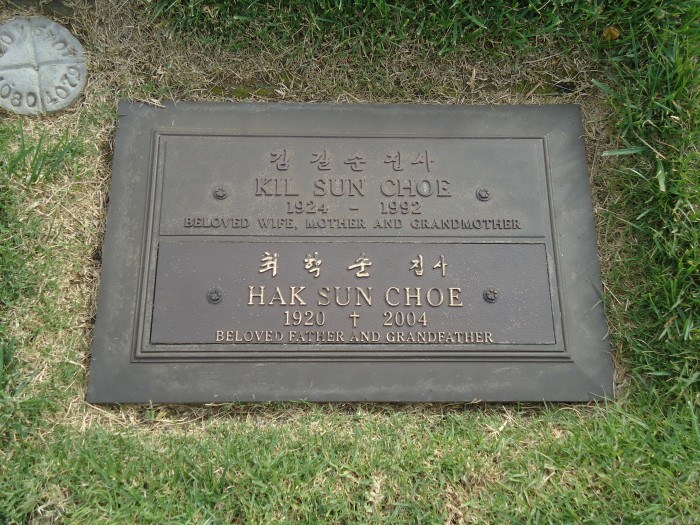 김 길 순 권사
KIL SUN CHOE
1924 - 1992
BELOVED WIFE, MOTHER AND GRANDMOTHER
최 학 순 집사
HAK SUN CHOE
1920 † 2004
BELOVED FATHER AND GRANDFATHER
1080